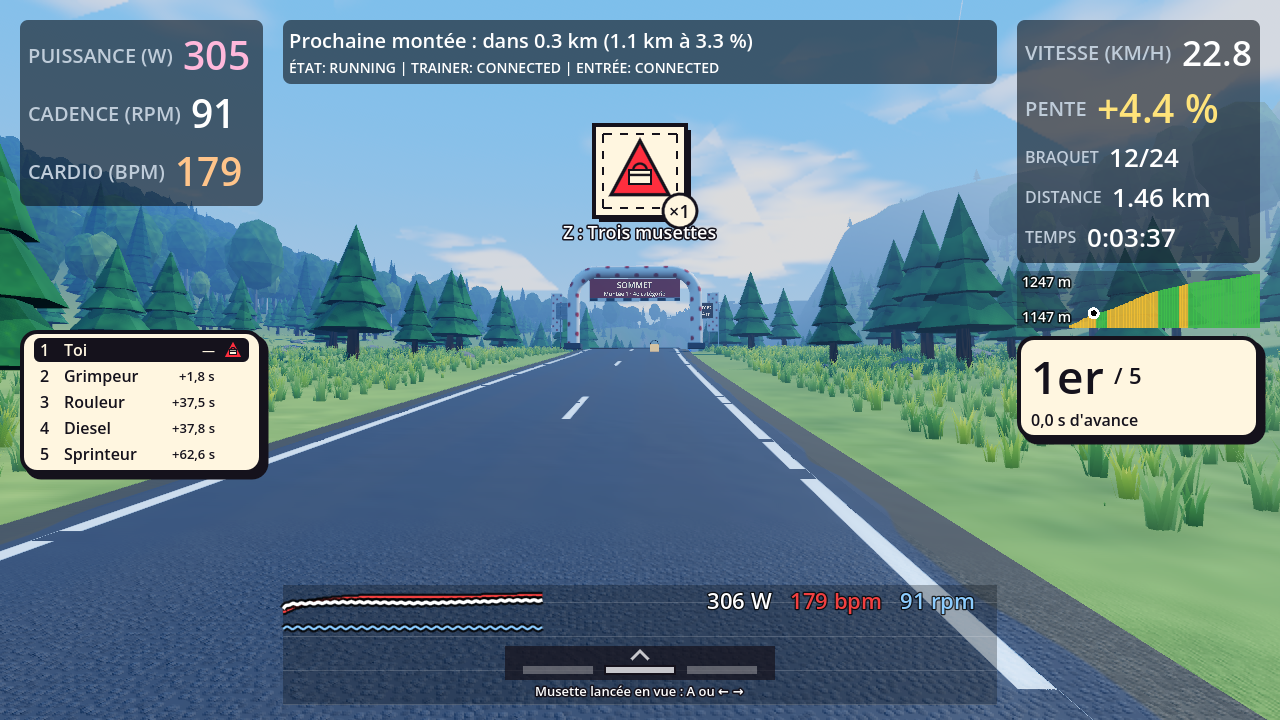 PUISSANCE (W) 305
CADENCE (RPM) 91
CARDIO (BPM) 179
Prochaine montée : dans 0.3 km (1.1 km à 3.3 %)
ÉTAT: RUNNING | TRAINER: CONNECTED | ENTRÉE: CONNECTED
VITESSE (KM/H) 22.8
PENTE +4.4 %
BRAQUET 12/24
DISTANCE 1.46 km
TEMPS 0:03:37
1247 m
1147 m
×1
Z : Trois musettes
SOMMET
1 Toi —
2 Grimpeur +1,8 s
3 Rouleur +37,5 s
4 Diesel +37,8 s
5 Sprinteur +62,6 s
1er / 5
0,0 s d'avance
306 W 179 bpm 91 rpm
Musette lancée en vue : A ou ← →